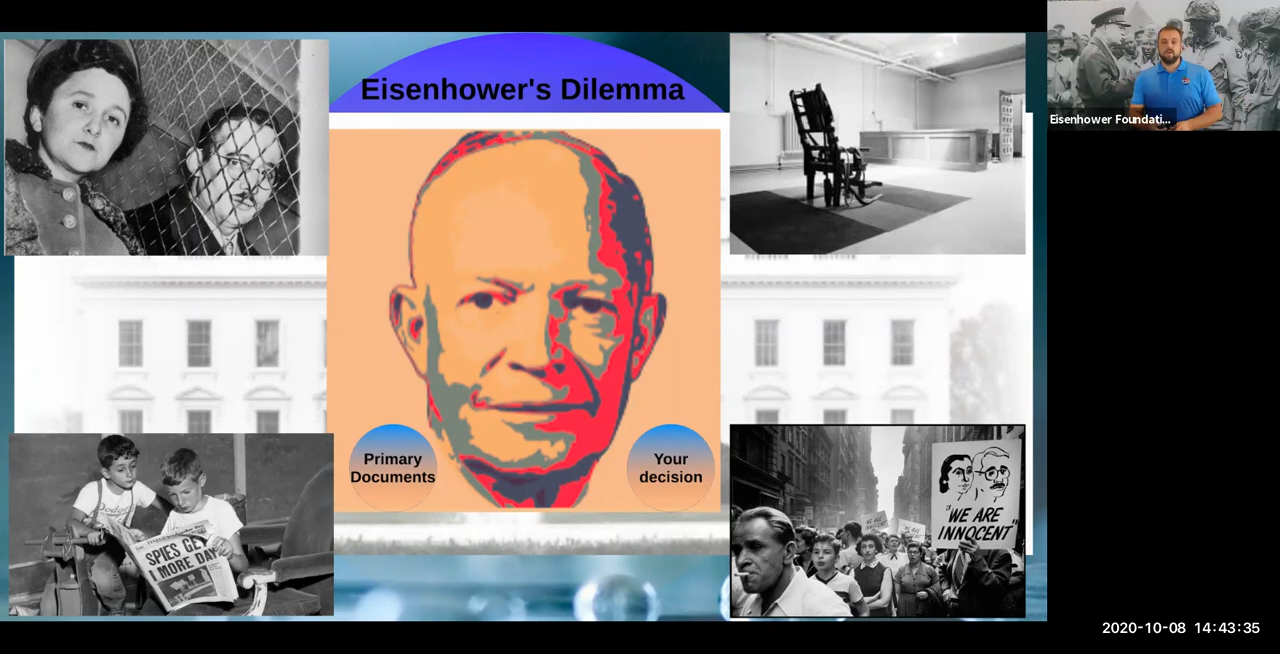 Eisenhower's Dilemma
Eisenhower Foundati...
Primary
Documents
Your
decision
SPIES GET
1 MORE DAY
"WE ARE
INNOCENT"
2020-10-08 14:43:35